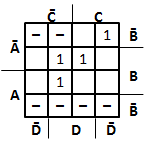 C̄ C
– – 1 B̄
Ā
1 1
B
1
A
– – – – B̄
D̄ D D̄